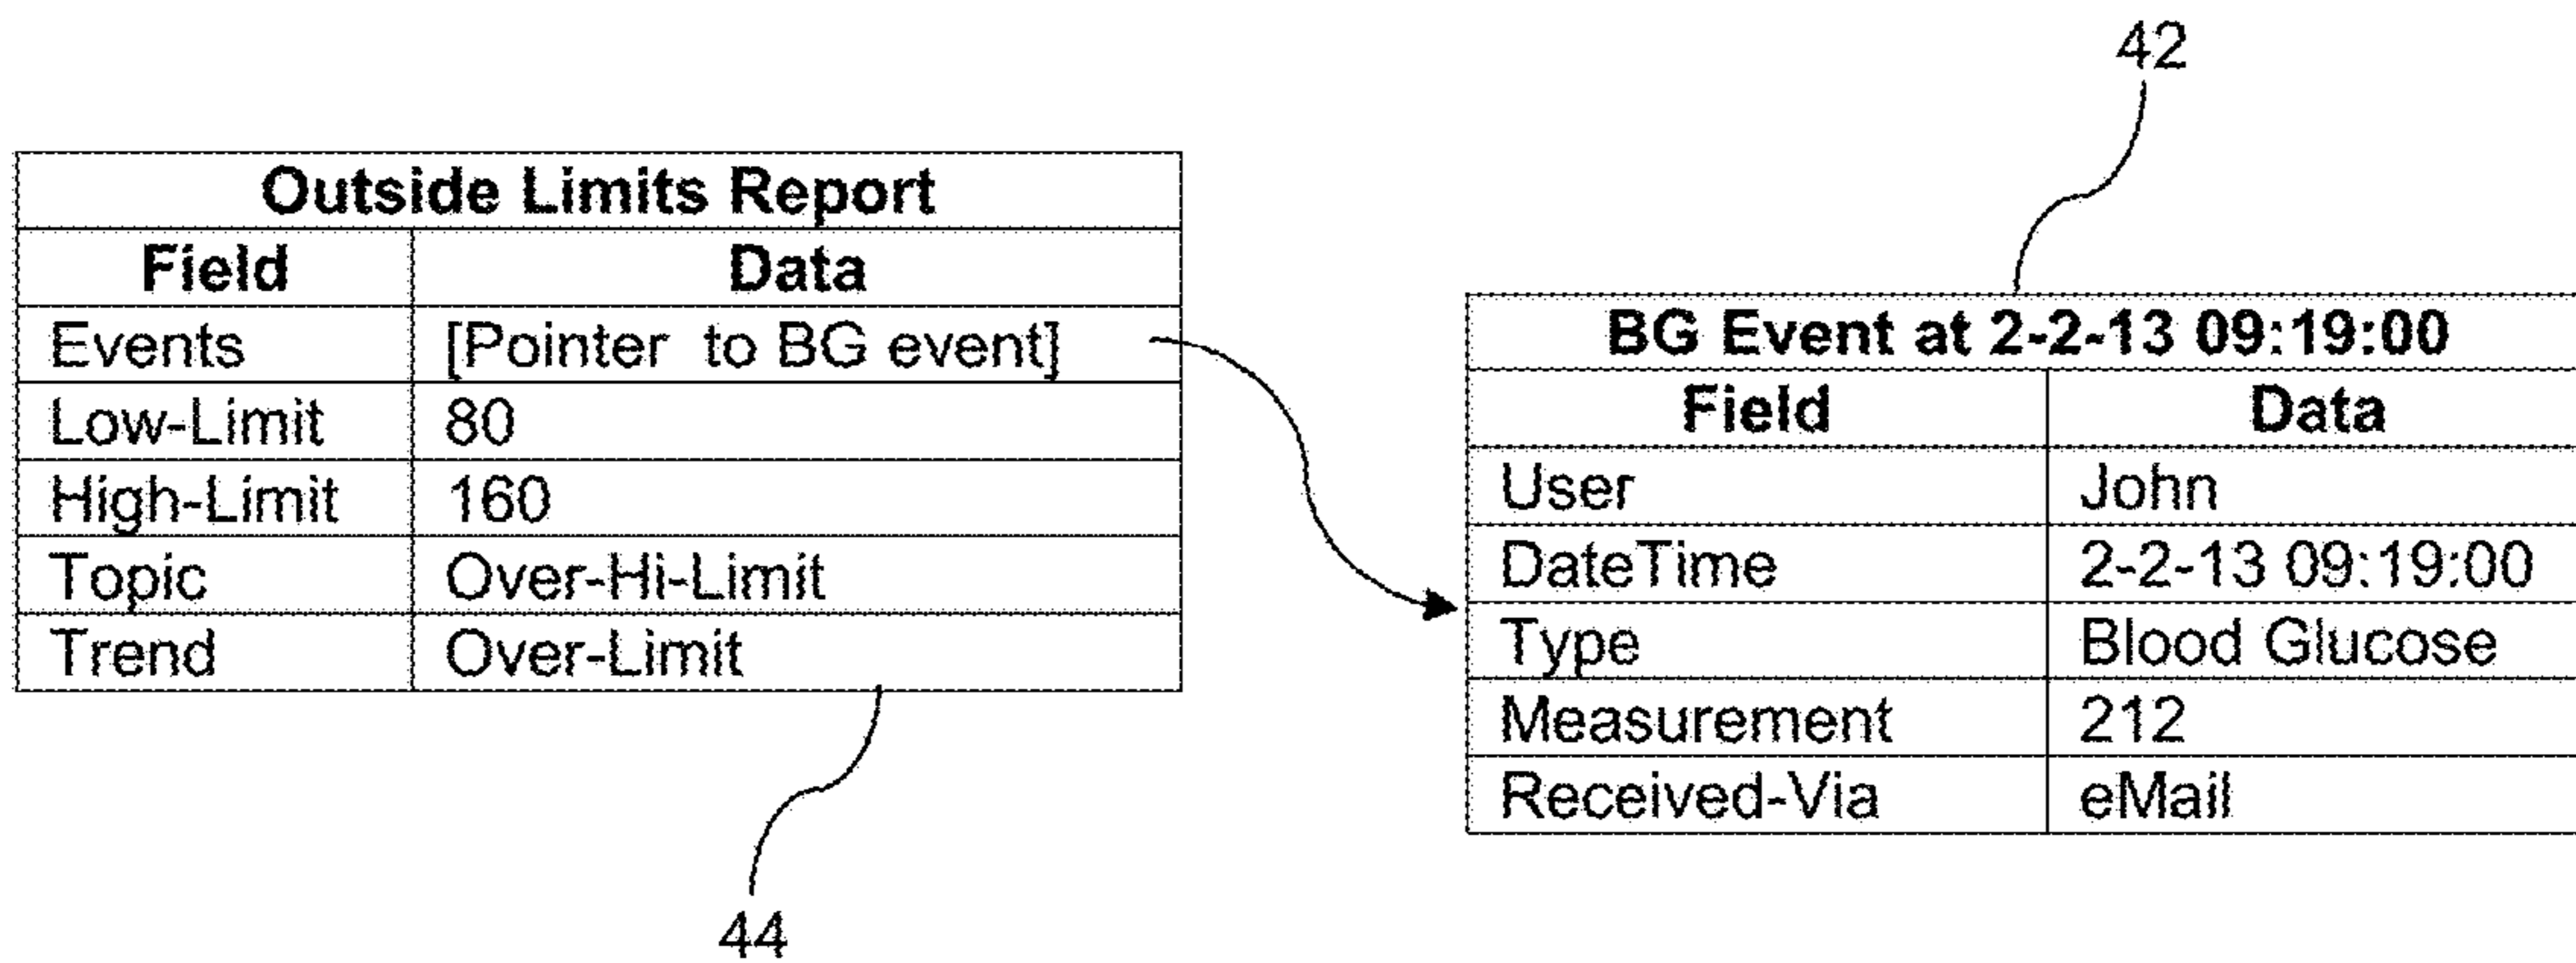 42
Outside Limits Report
Field Data
Events [Pointer to BG event]
Low-Limit 80
High-Limit 160
Topic Over-Hi-Limit
Trend Over-Limit
44
BG Event at 2-2-13 09:19:00
Field Data
User John
DateTime 2-2-13 09:19:00
Type Blood Glucose
Measurement 212
Received-Via eMail